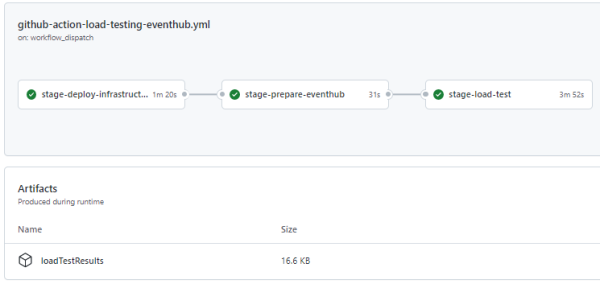 github-action-load-testing-eventhub.yml
on: workflow_dispatch
stage-deploy-infrastruct... 1m 20s
stage-prepare-eventhub 31s
stage-load-test 3m 52s
Artifacts
Produced during runtime
Name Size
loadTestResults 16.6 KB